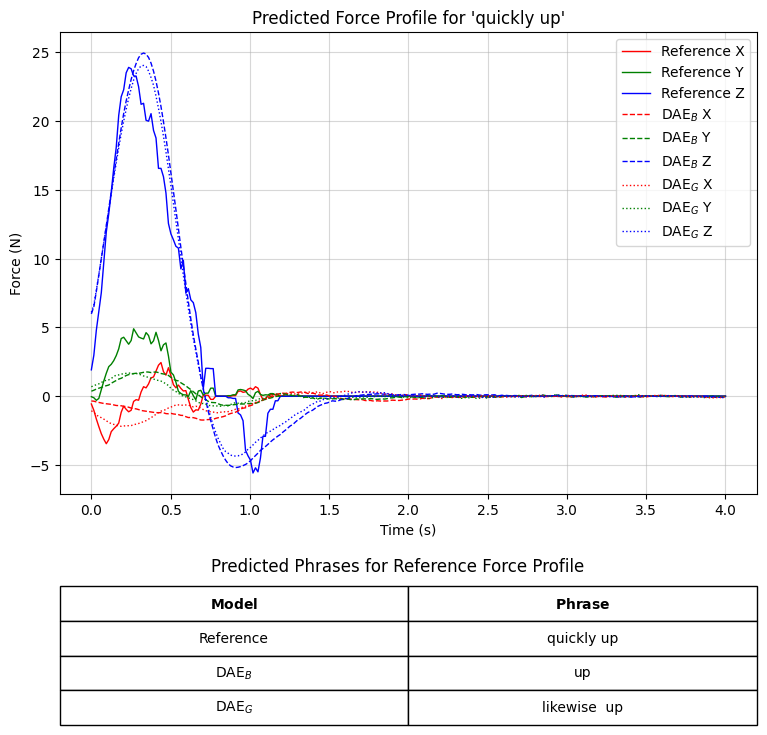 Predicted Force Profile for 'quickly up'
25
20
15
10
5
0
−5
Force (N)
Reference X
Reference Y
Reference Z
DAE_B X
DAE_B Y
DAE_B Z
DAE_G X
DAE_G Y
DAE_G Z
0.0 0.5 1.0 1.5 2.0 2.5 3.0 3.5 4.0
Time (s)
Predicted Phrases for Reference Force Profile
Model Phrase
Reference quickly up
DAE_B up
DAE_G likewise  up